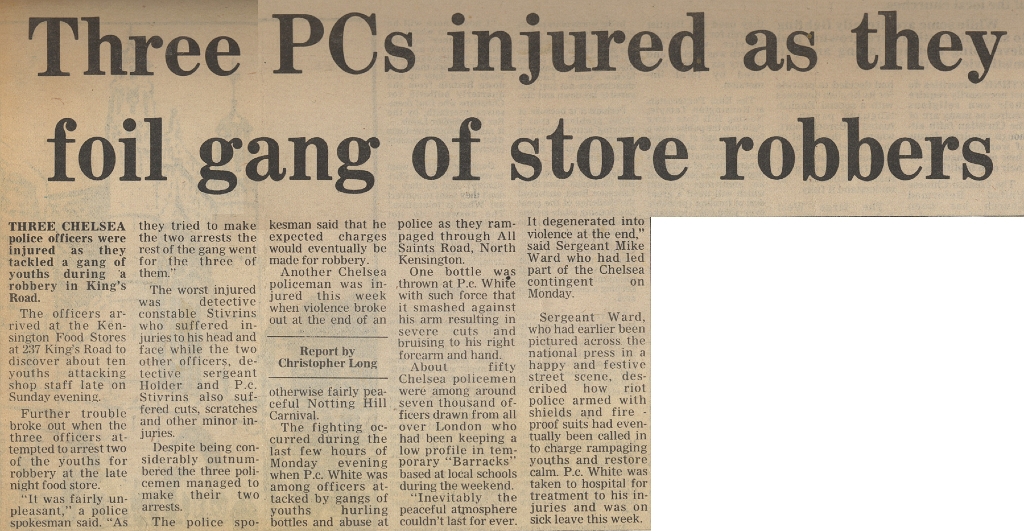 Three PCs injured as they
foil gang of store robbers
THREE CHELSEA
police officers were
injured as they
tackled a gang of
youths during a
robbery in King's
Road.
The officers ar-
rived at the Ken-
sington Food Stores
at 237 King's Road to
discover about ten
youths attacking
shop staff late on
Sunday evening.
Further trouble
broke out when the
three officers at-
tempted to arrest two
of the youths for
robbery at the late
night food store.
"It was fairly un-
pleasant," a police
spokesman said. "As
they tried to make
the two arrests the
rest of the gang went
for the three of
them."
The worst injured
was detective
constable Stivrins
who suffered in-
juries to his head and
face while the two
other officers, de-
tective sergeant
Holder and P.c.
Stivrins also suf-
fered cuts, scratches
and other minor in-
juries.
Despite being con-
siderably outnum-
bered the three poli-
cemen managed to
make their two
arrests.
The police spo-
kesman said that he
expected charges
would eventually be
made for robbery.
Another Chelsea
policeman was in-
jured this week
when violence broke
out at the end of an
Report by
Christopher Long
otherwise fairly pea-
ceful Notting Hill
Carnival.
The fighting oc-
curred during the
last few hours of
Monday evening
when P.c. White was
among officers at-
tacked by gangs of
youths hurling
bottles and abuse at
police as they ram-
paged through All
Saints Road, North
Kensington.
One bottle was
thrown at P.c. White
with such force that
it smashed against
his arm resulting in
severe cuts and
bruising to his right
forearm and hand.
About fifty
Chelsea policemen
were among around
seven thousand of-
ficers drawn from all
over London who
had been keeping a
low profile in tem-
porary "Barracks"
based at local schools
during the weekend.
"Inevitably the
peaceful atmosphere
couldn't last for ever.
It degenerated into
violence at the end,"
said Sergeant Mike
Ward who had led
part of the Chelsea
contingent on
Monday.
Sergeant Ward,
who had earlier been
pictured across the
national press in a
happy and festive
street scene, des-
cribed how riot
police armed with
shields and fire -
proof suits had even-
tually been called in
to charge rampaging
youths and restore
calm. P.c. White was
taken to hospital for
treatment to his in-
juries and was on
sick leave this week.